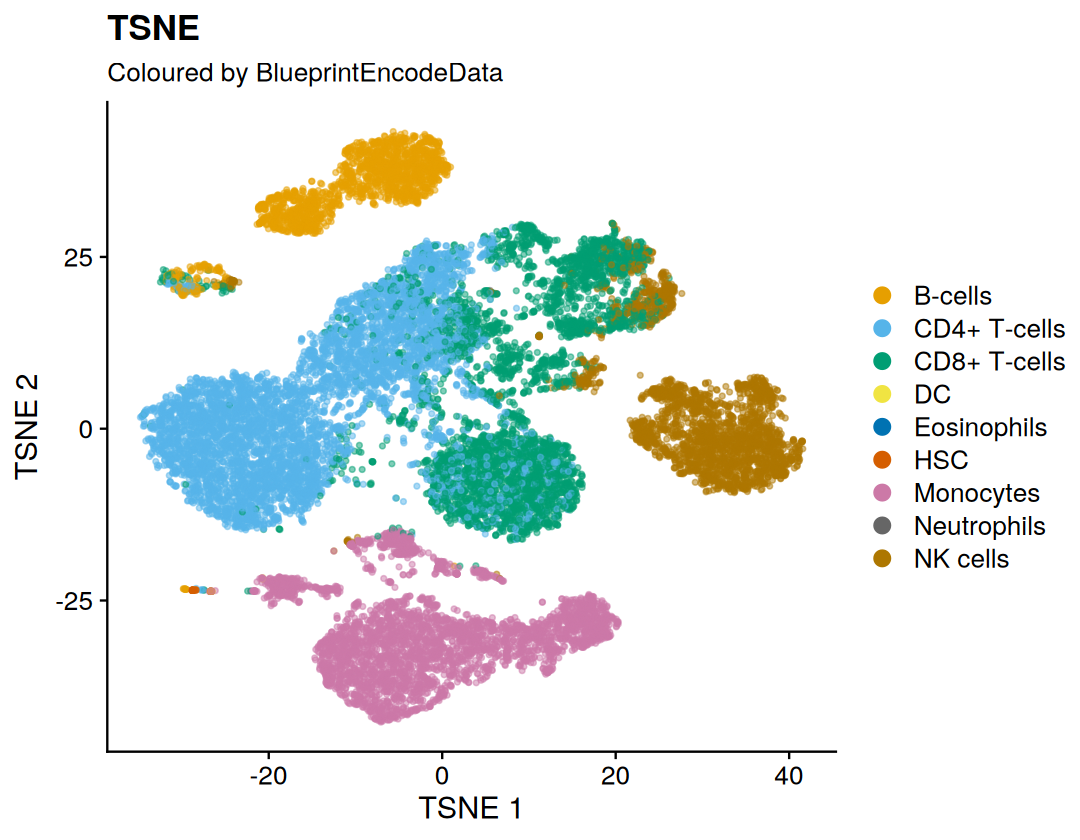 TSNE
Coloured by BlueprintEncodeData
TSNE 2
25
0
-25
-20
0
20
40
TSNE 1
B-cells
CD4+ T-cells
CD8+ T-cells
DC
Eosinophils
HSC
Monocytes
Neutrophils
NK cells